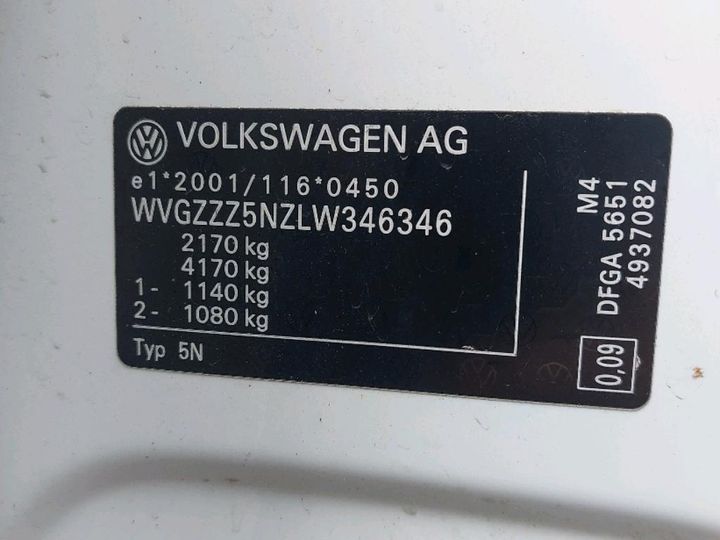 VOLKSWAGEN AG
e1*2001/116*0450
WVGZZZ5NZLW346346
2170 kg
4170 kg
1- 1140 kg
2- 1080 kg
Typ 5N
M4
DFGA 5651
4937082
0,09